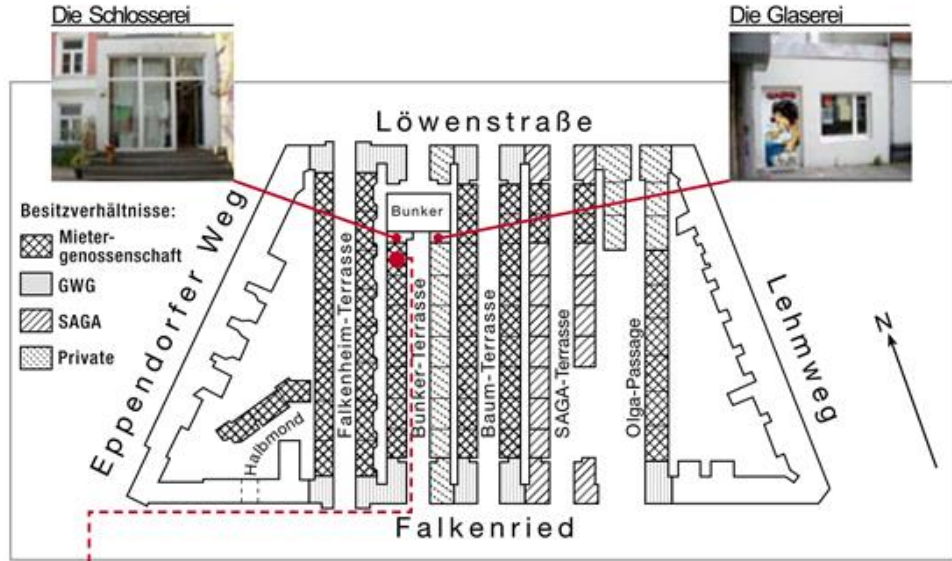 Die Schlosserei
Die Glaserei
Löwenstraße
Eppendorfer Weg
Bunker
Besitzverhältnisse:
Mieter-
genossenschaft
GWG
SAGA
Private
Falkenheim-Terrasse
Bunker-Terrasse
Baum-Terrasse
SAGA-Terrasse
Olga-Passage
Lehmweg
N
Halbmond
Falkenried